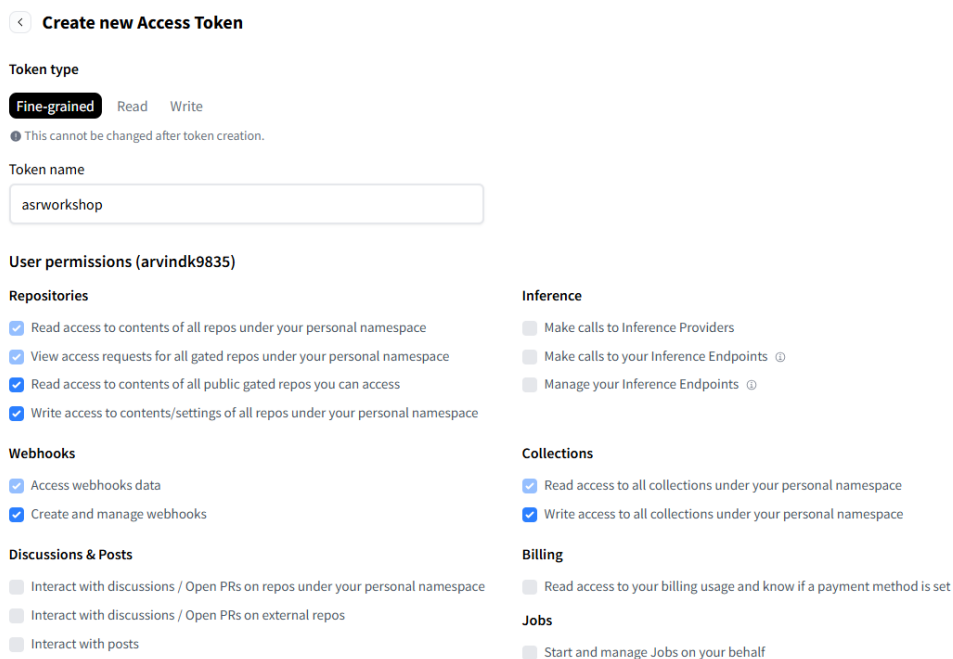 Create new Access Token
Token type
Fine-grained Read Write
This cannot be changed after token creation.
Token name
asrworkshop
User permissions (arvindk9835)
Repositories
Read access to contents of all repos under your personal namespace
View access requests for all gated repos under your personal namespace
Read access to contents of all public gated repos you can access
Write access to contents/settings of all repos under your personal namespace
Inference
Make calls to Inference Providers
Make calls to your Inference Endpoints
Manage your Inference Endpoints
Webhooks
Access webhooks data
Create and manage webhooks
Collections
Read access to all collections under your personal namespace
Write access to all collections under your personal namespace
Discussions & Posts
Interact with discussions / Open PRs on repos under your personal namespace
Interact with discussions / Open PRs on external repos
Interact with posts
Billing
Read access to your billing usage and know if a payment method is set
Jobs
Start and manage Jobs on your behalf